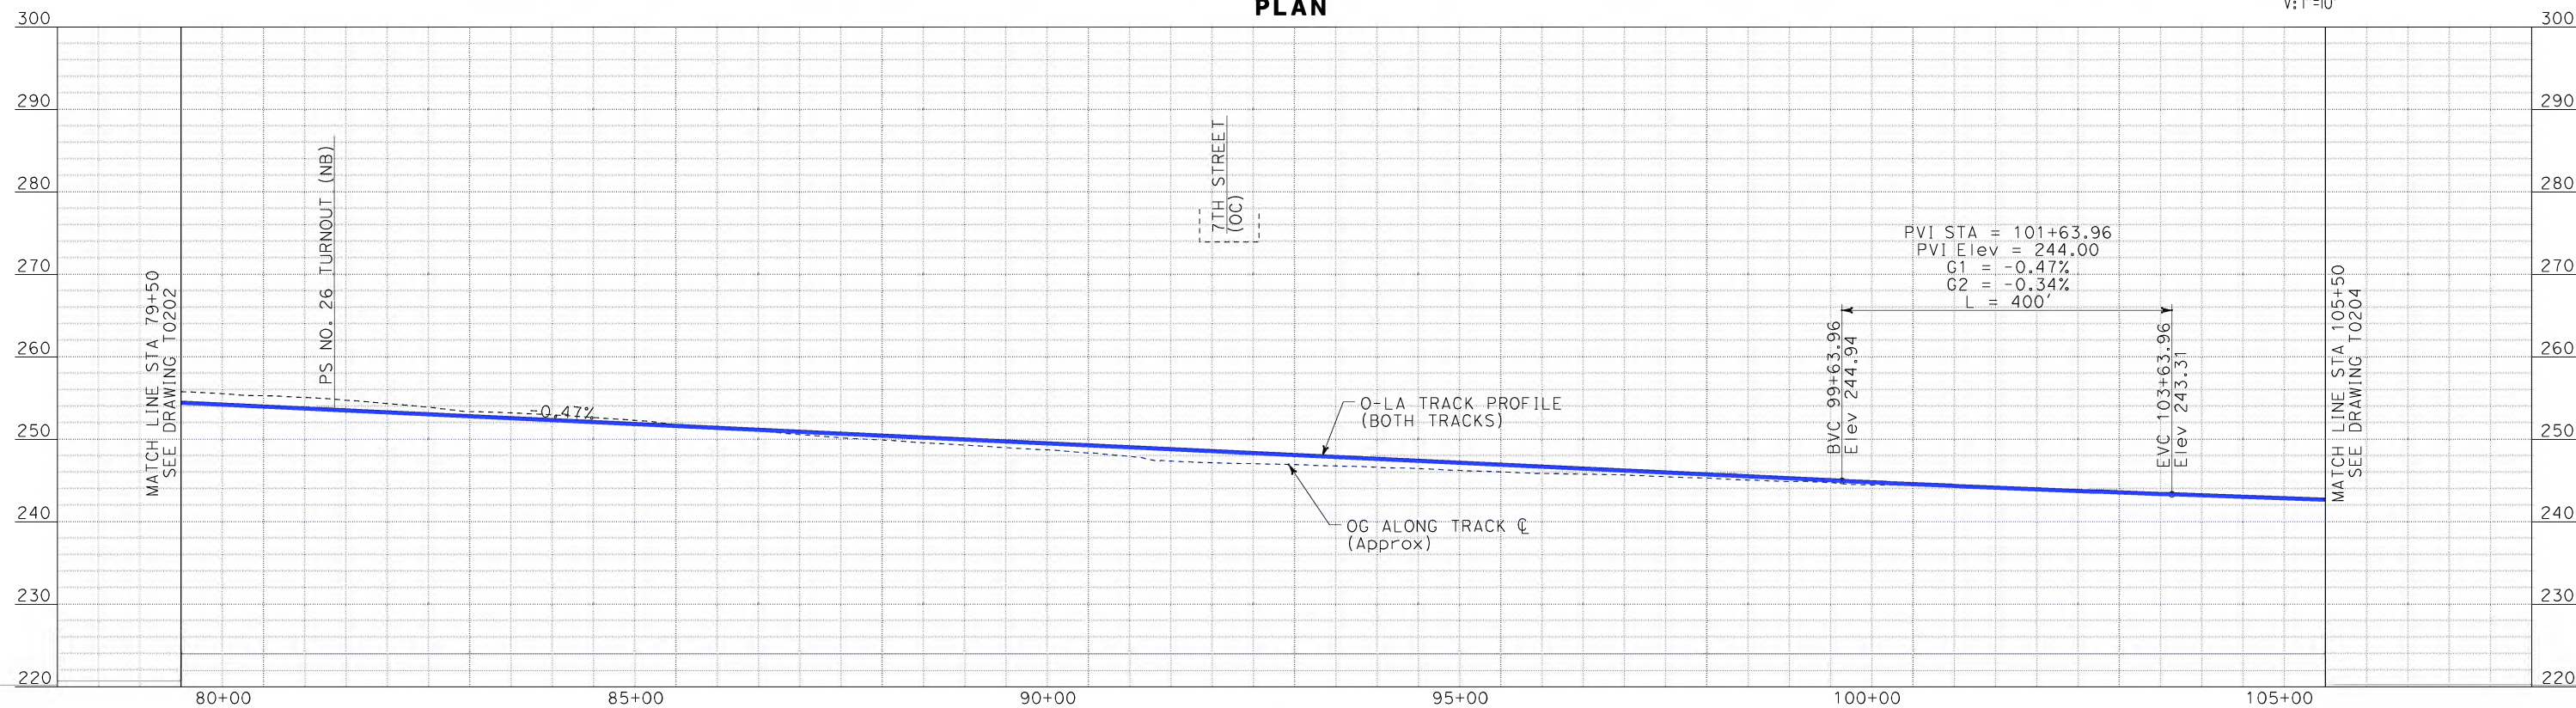 PLAN
V: 1"=10'
300
290
280
270
260
250
240
230
220
MATCH LINE STA 79+50
SEE DRAWING T0202
PS NO. 26 TURNOUT (NB)
-0.47%
7TH STREET
(OC)
O-LA TRACK PROFILE
(BOTH TRACKS)
OG ALONG TRACK ℄
(Approx)
PVI STA = 101+63.96
PVI Elev = 244.00
G1 = -0.47%
G2 = -0.34%
L = 400'
BVC 99+63.96
Elev 244.94
EVC 103+63.96
Elev 243.31
MATCH LINE STA 105+50
SEE DRAWING T0204
300
290
280
270
260
250
240
230
220
80+00
85+00
90+00
95+00
100+00
105+00